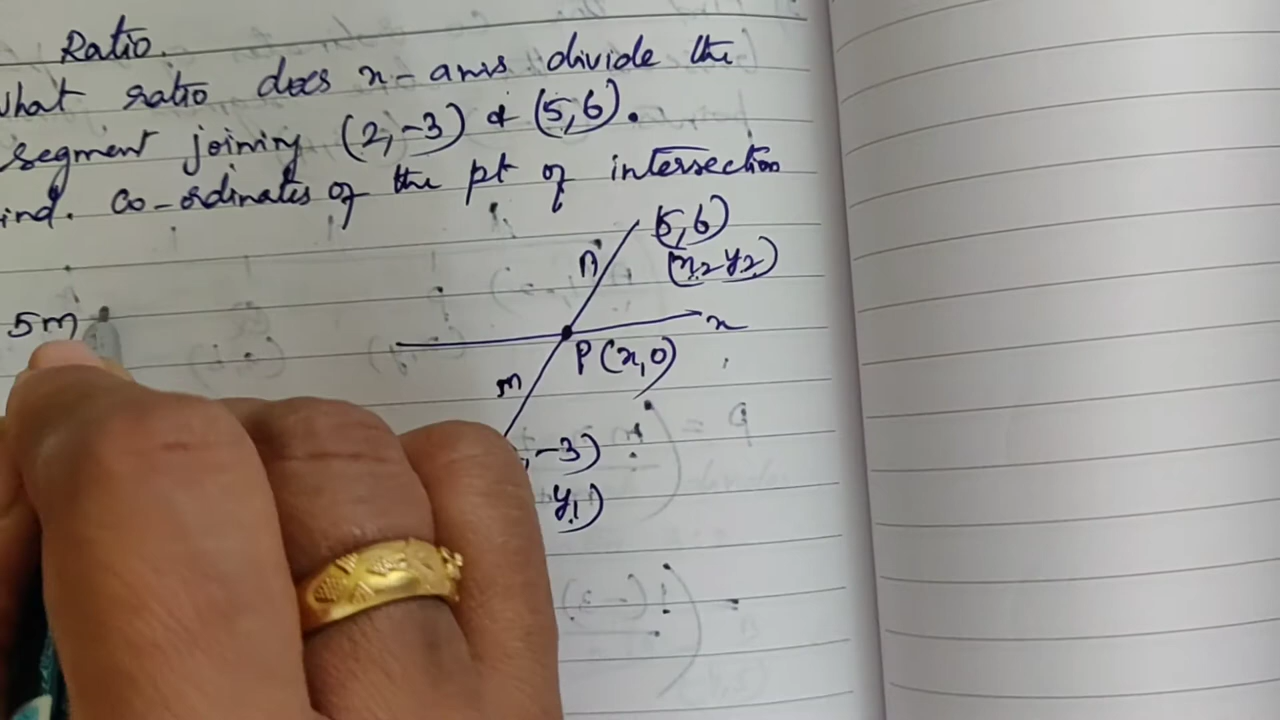 Ratio.
what ratio does x-axis divide the
segment joining (2,-3) & (5,6).
ind. Co-ordinates of the pt of intersection
(5,6)
n
(x2 y2)
5m
x
P(x,0)
m
,-3)
y1)